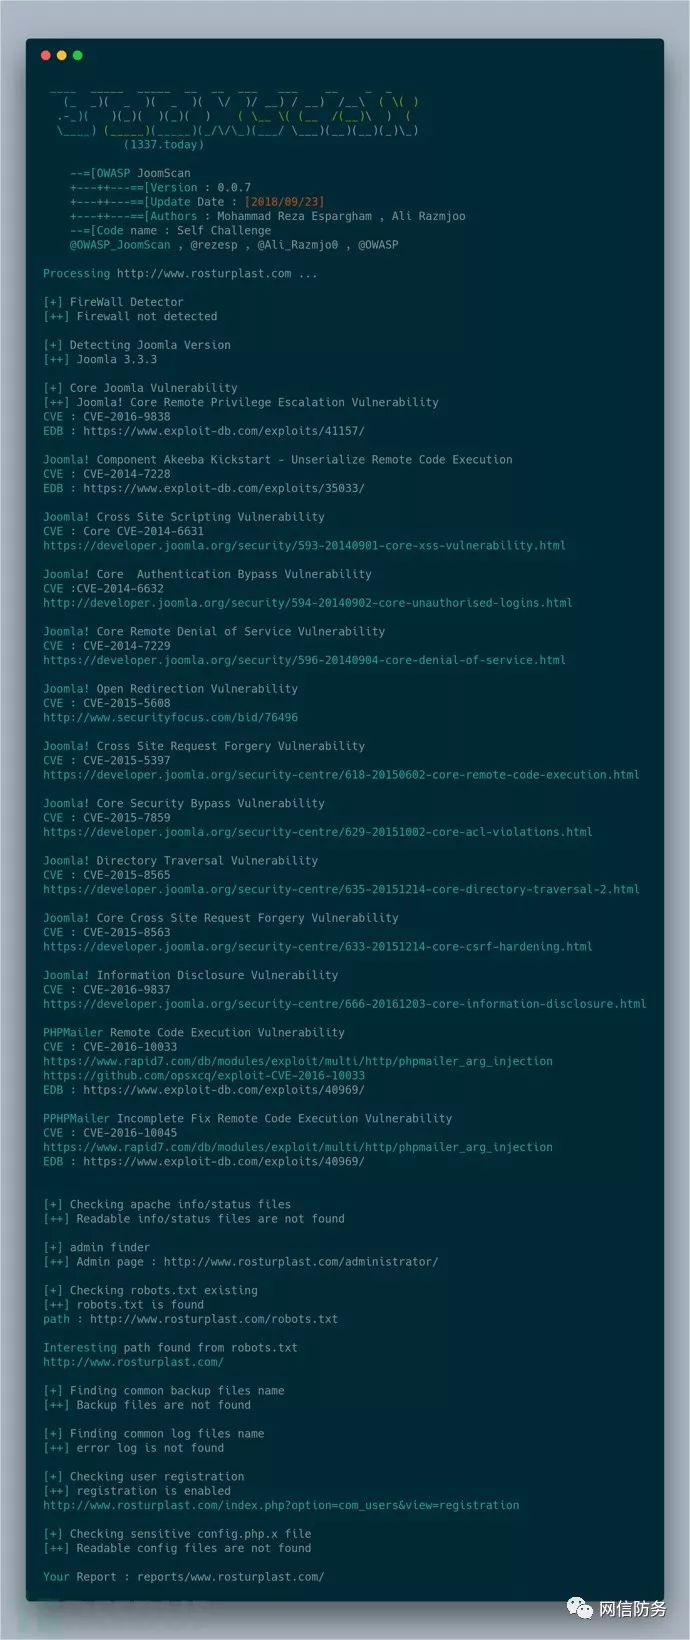 ____  _____  _____  __  __  ___   ___    __    _  _
  (_  _)(  _  )(  _  )(  \/  )/ __) / __)  /__\  ( \( )
 .-_)(   )(_)(  )(_)(  )    ( \__ \( (__  /(__)\  )  (
 \____) (_____)(_____)(_/\/\_)(___/ \___)(__)(__)(_)\_)
(1337.today)
--=[OWASP JoomScan
+---++---==[Version : 0.0.7
+---++---==[Update Date : [2018/09/23]
+---++---==[Authors : Mohammad Reza Espargham , Ali Razmjoo
--=[Code name : Self Challenge
@OWASP_JoomScan , @rezesp , @Ali_Razmjo0 , @OWASP
Processing http://www.rosturplast.com ...
[+] FireWall Detector
[++] Firewall not detected
[+] Detecting Joomla Version
[++] Joomla 3.3.3
[+] Core Joomla Vulnerability
[++] Joomla! Core Remote Privilege Escalation Vulnerability
CVE : CVE-2016-9838
EDB : https://www.exploit-db.com/exploits/41157/
Joomla! Component Akeeba Kickstart - Unserialize Remote Code Execution
CVE : CVE-2014-7228
EDB : https://www.exploit-db.com/exploits/35033/
Joomla! Cross Site Scripting Vulnerability
CVE : Core CVE-2014-6631
https://developer.joomla.org/security/593-20140901-core-xss-vulnerability.html
Joomla! Core  Authentication Bypass Vulnerability
CVE :CVE-2014-6632
http://developer.joomla.org/security/594-20140902-core-unauthorised-logins.html
Joomla! Core Remote Denial of Service Vulnerability
CVE : CVE-2014-7229
https://developer.joomla.org/security/596-20140904-core-denial-of-service.html
Joomla! Open Redirection Vulnerability
CVE : CVE-2015-5608
http://www.securityfocus.com/bid/76496
Joomla! Cross Site Request Forgery Vulnerability
CVE : CVE-2015-5397
https://developer.joomla.org/security-centre/618-20150602-core-remote-code-execution.html
Joomla! Core Security Bypass Vulnerability
CVE : CVE-2015-7859
https://developer.joomla.org/security-centre/629-20151002-core-acl-violations.html
Joomla! Directory Traversal Vulnerability
CVE : CVE-2015-8565
https://developer.joomla.org/security-centre/635-20151214-core-directory-traversal-2.html
Joomla! Core Cross Site Request Forgery Vulnerability
CVE : CVE-2015-8563
https://developer.joomla.org/security-centre/633-20151214-core-csrf-hardening.html
Joomla! Information Disclosure Vulnerability
CVE : CVE-2016-9837
https://developer.joomla.org/security-centre/666-20161203-core-information-disclosure.html
PHPMailer Remote Code Execution Vulnerability
CVE : CVE-2016-10033
https://www.rapid7.com/db/modules/exploit/multi/http/phpmailer_arg_injection
https://github.com/opsxcq/exploit-CVE-2016-10033
EDB : https://www.exploit-db.com/exploits/40969/
PPHPMailer Incomplete Fix Remote Code Execution Vulnerability
CVE : CVE-2016-10045
https://www.rapid7.com/db/modules/exploit/multi/http/phpmailer_arg_injection
EDB : https://www.exploit-db.com/exploits/40969/
[+] Checking apache info/status files
[++] Readable info/status files are not found
[+] admin finder
[++] Admin page : http://www.rosturplast.com/administrator/
[+] Checking robots.txt existing
[++] robots.txt is found
path : http://www.rosturplast.com/robots.txt
Interesting path found from robots.txt
http://www.rosturplast.com/
[+] Finding common backup files name
[++] Backup files are not found
[+] Finding common log files name
[++] error log is not found
[+] Checking user registration
[++] registration is enabled
http://www.rosturplast.com/index.php?option=com_users&view=registration
[+] Checking sensitive config.php.x file
[++] Readable config files are not found
Your Report : reports/www.rosturplast.com/
网信防务